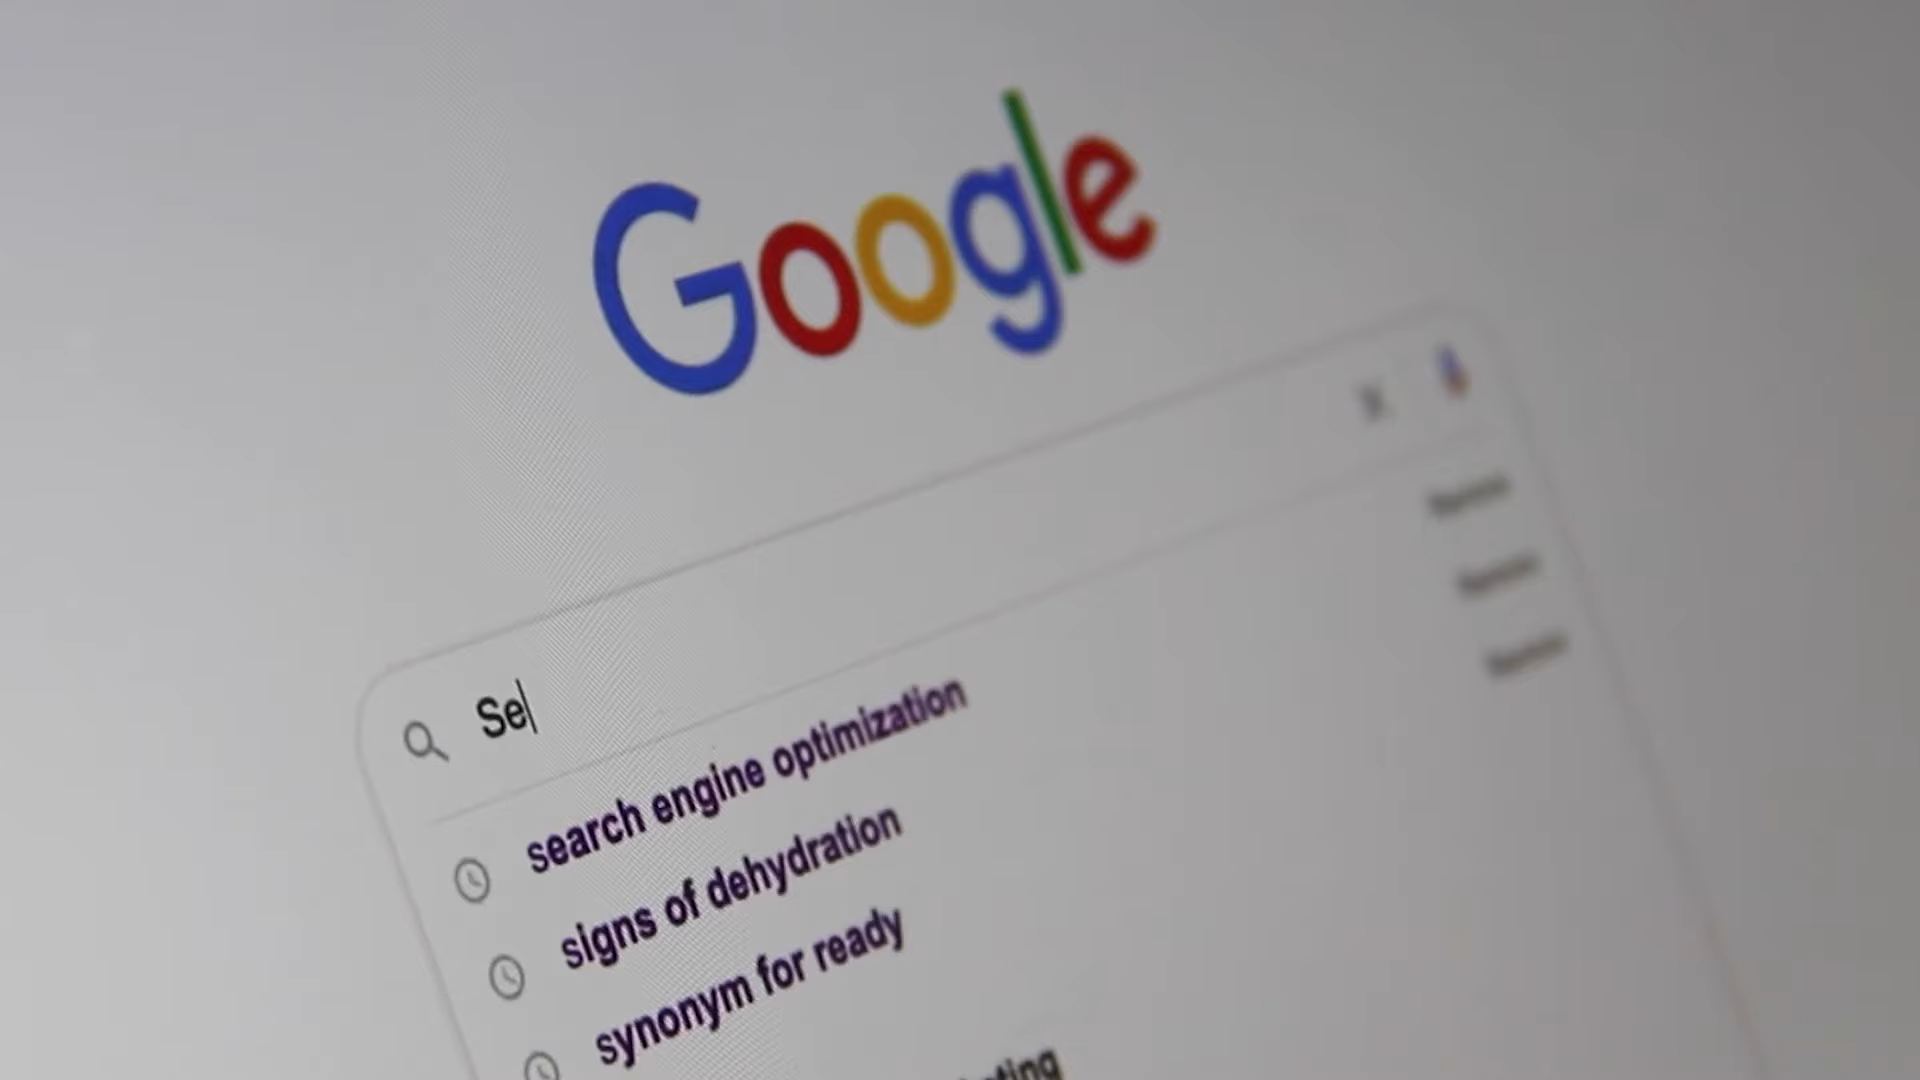 Google
Se
search engine optimization
signs of dehydration
synonym for ready